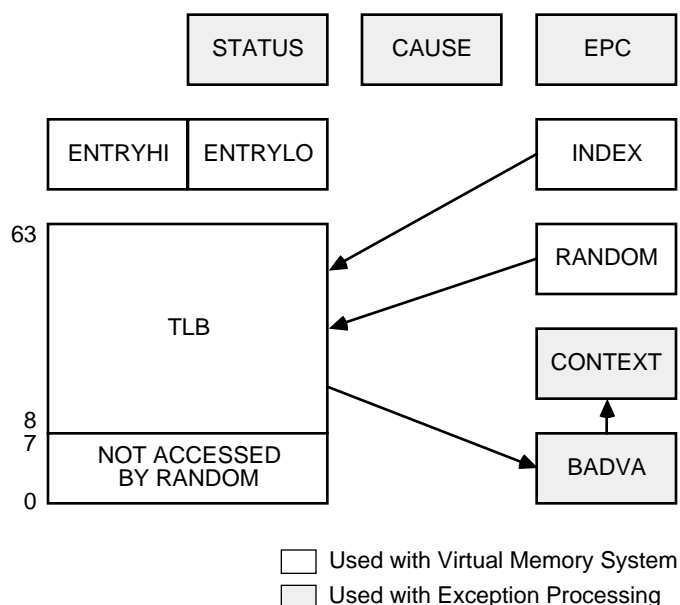 STATUS
CAUSE
EPC
ENTRYHI
ENTRYLO
INDEX
63
RANDOM
TLB
CONTEXT
8
7
NOT ACCESSED
BY RANDOM
BADVA
0
Used with Virtual Memory System
Used with Exception Processing